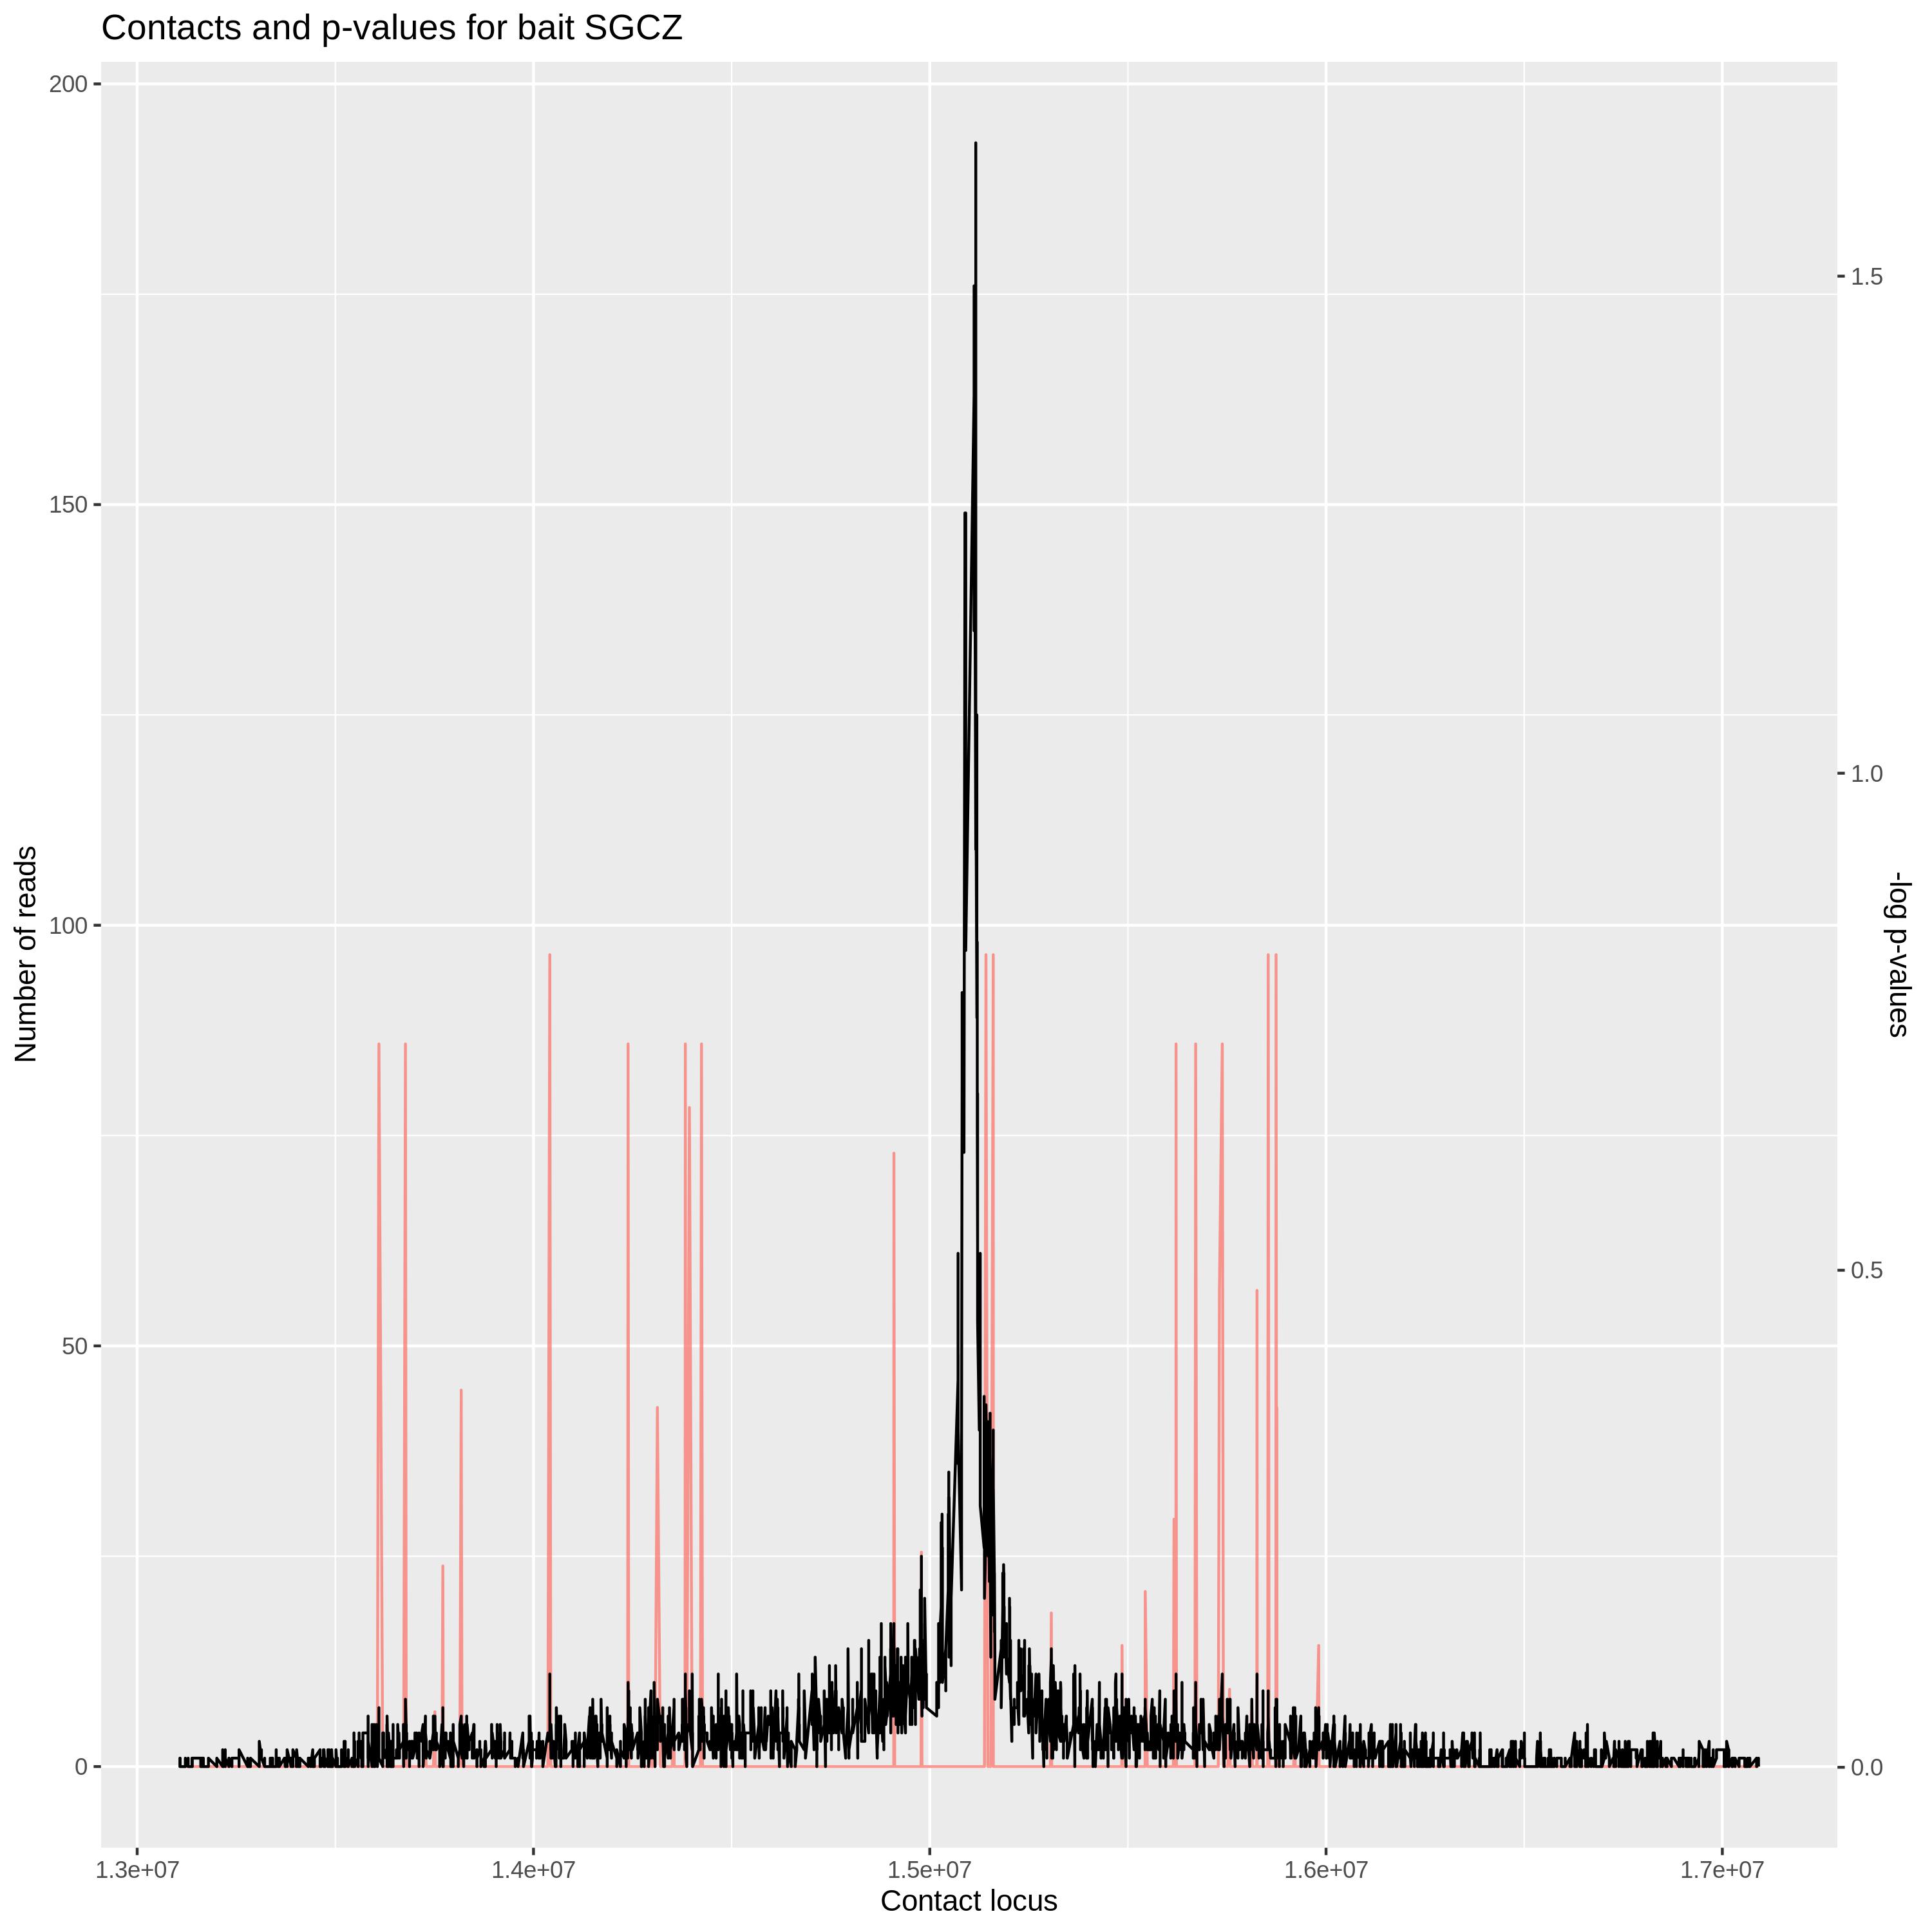 Contacts and p-values for bait SGCZ
200
150
100
50
0
Number of reads
1.5
1.0
0.5
0.0
-log p-values
1.3e+07
1.4e+07
1.5e+07
1.6e+07
1.7e+07
Contact locus